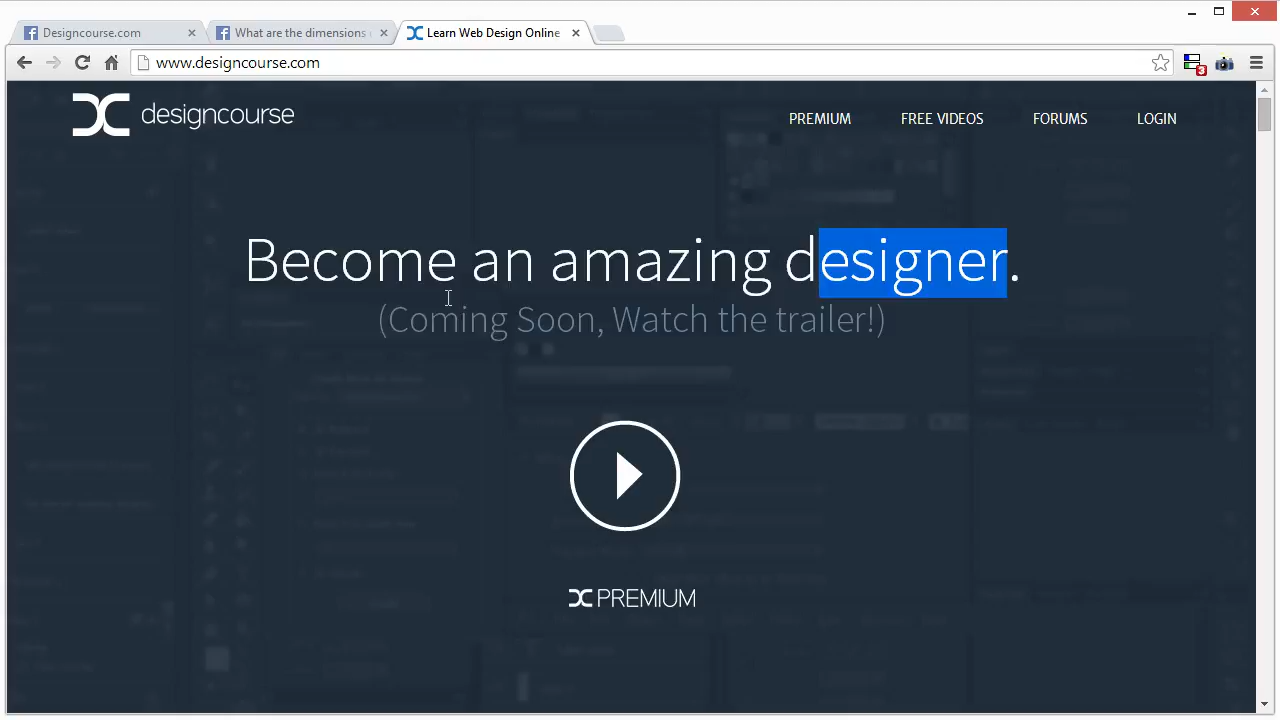 Designcourse.com
What are the dimensions
Learn Web Design Online
www.designcourse.com
3
designcourse
PREMIUM
FREE VIDEOS
FORUMS
LOGIN
Become an amazing designer.
(Coming Soon, Watch the trailer!)
PREMIUM